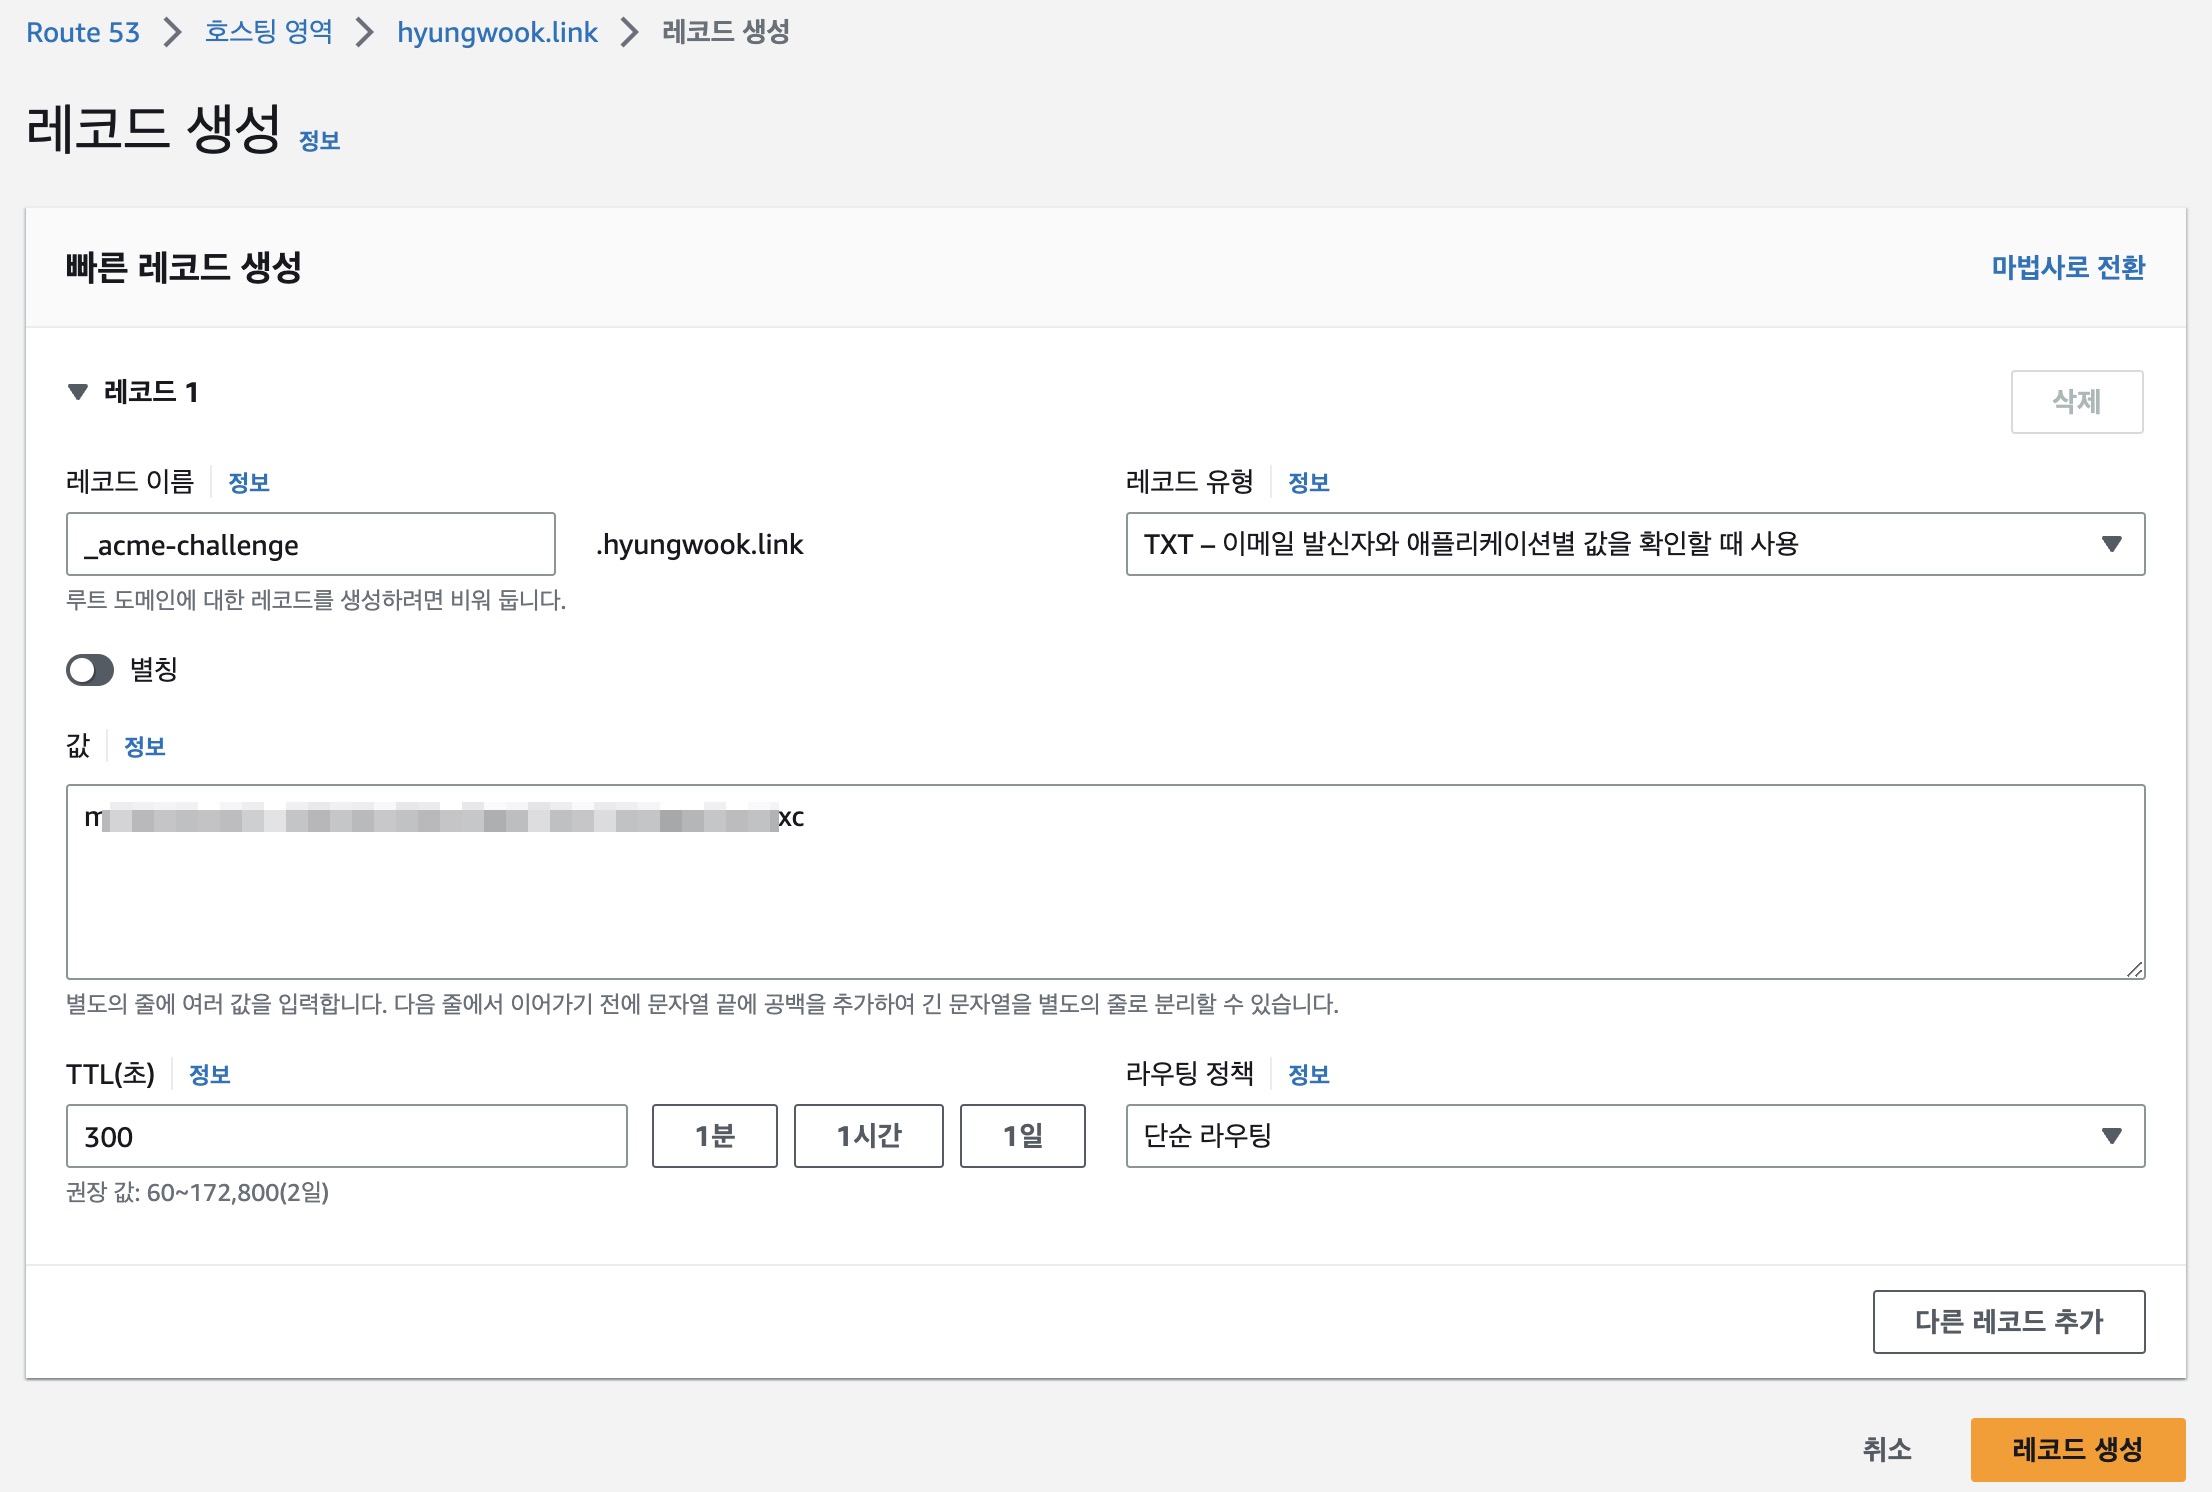 Route 53 > 호스팅 영역 > hyungwook.link > 레코드 생성
레코드 생성 정보
빠른 레코드 생성 마법사로 전환
레코드 1 삭제
레코드 이름 정보 레코드 유형 정보
_acme-challenge .hyungwook.link TXT – 이메일 발신자와 애플리케이션별 값을 확인할 때 사용
루트 도메인에 대한 레코드를 생성하려면 비워 둡니다.
별칭
값 정보
m xc
별도의 줄에 여러 값을 입력합니다. 다음 줄에서 이어가기 전에 문자열 끝에 공백을 추가하여 긴 문자열을 별도의 줄로 분리할 수 있습니다.
TTL(초) 정보 라우팅 정책 정보
300 1분 1시간 1일 단순 라우팅
권장 값: 60~172,800(2일)
다른 레코드 추가
취소 레코드 생성